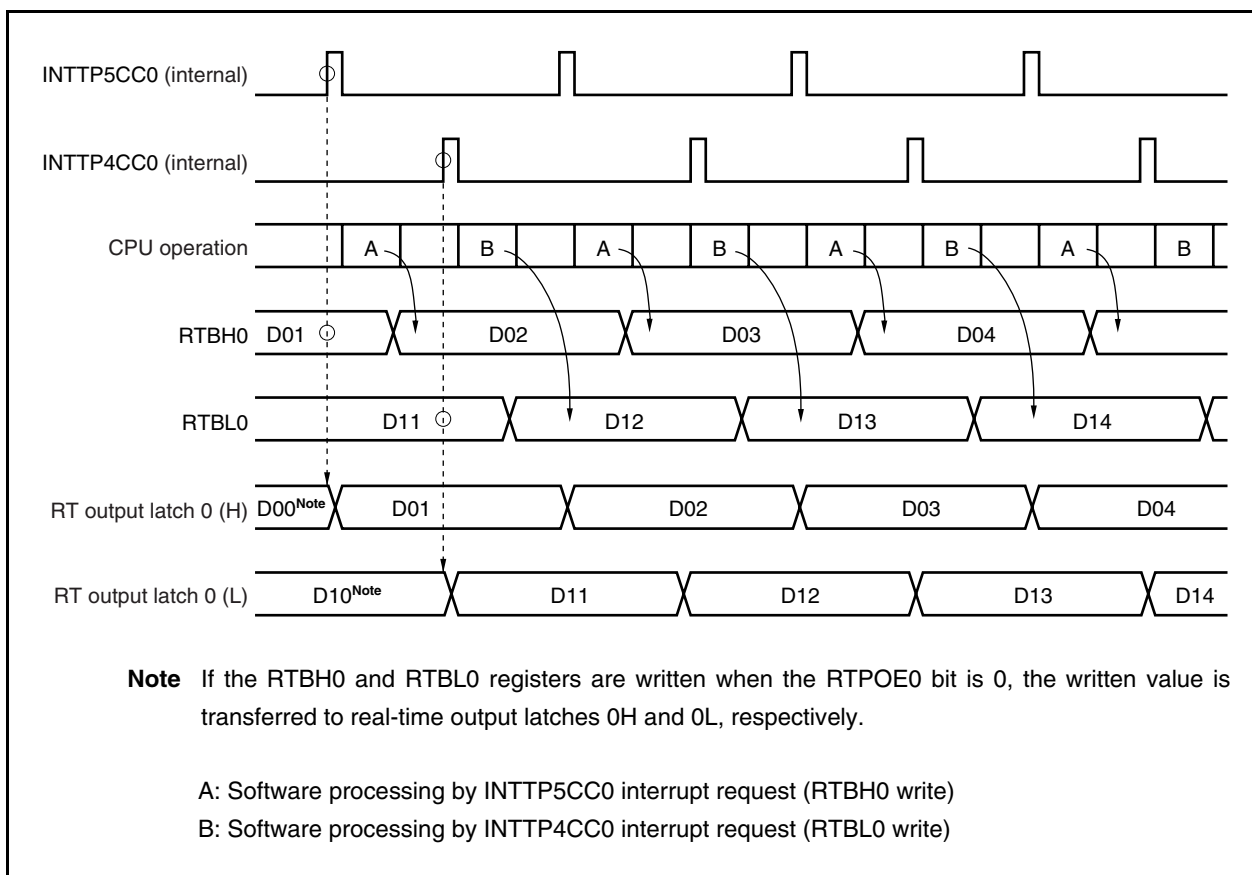 INTTP5CC0 (internal)
INTTP4CC0 (internal)
CPU operation A B A B A B A B
RTBH0 D01 D02 D03 D04
RTBL0 D11 D12 D13 D14
RT output latch 0 (H) D00Note D01 D02 D03 D04
RT output latch 0 (L) D10Note D11 D12 D13 D14
Note If the RTBH0 and RTBL0 registers are written when the RTPOE0 bit is 0, the written value is
transferred to real-time output latches 0H and 0L, respectively.
A: Software processing by INTTP5CC0 interrupt request (RTBH0 write)
B: Software processing by INTTP4CC0 interrupt request (RTBL0 write)